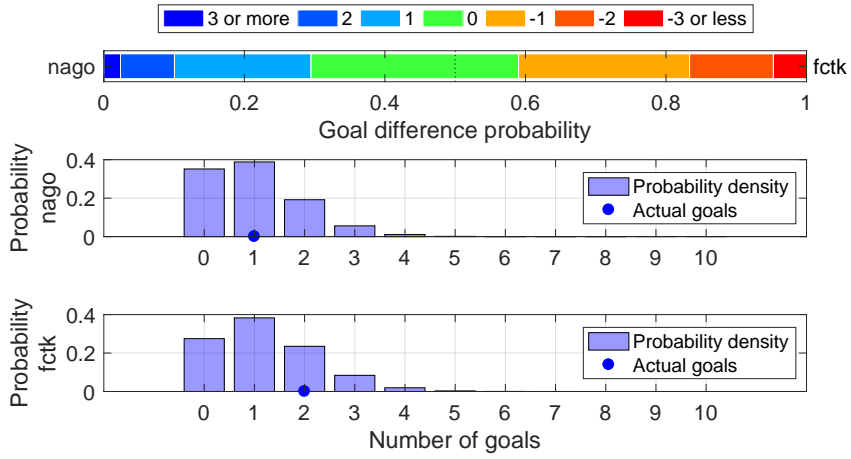 3 or more 2 1 0 -1 -2 -3 or less
nago fctk
0 0.2 0.4 0.6 0.8 1
Goal difference probability
Probability
nago
0.4
0.2
0
Probability density
Actual goals
0 1 2 3 4 5 6 7 8 9 10
Probability
fctk
0.4
0.2
0
Probability density
Actual goals
0 1 2 3 4 5 6 7 8 9 10
Number of goals